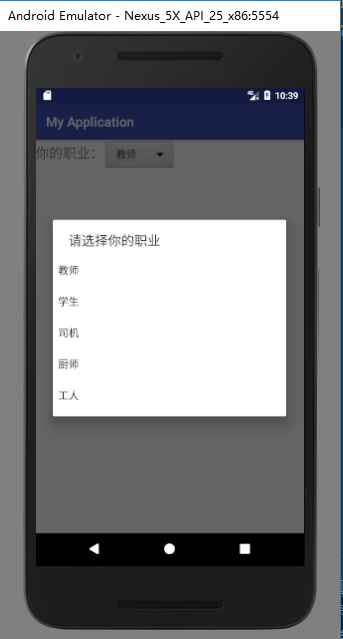 Android Emulator - Nexus_5X_API_25_x86:5554
10:39
My Application
你的职业： 教师
请选择你的职业
教师
学生
司机
厨师
工人